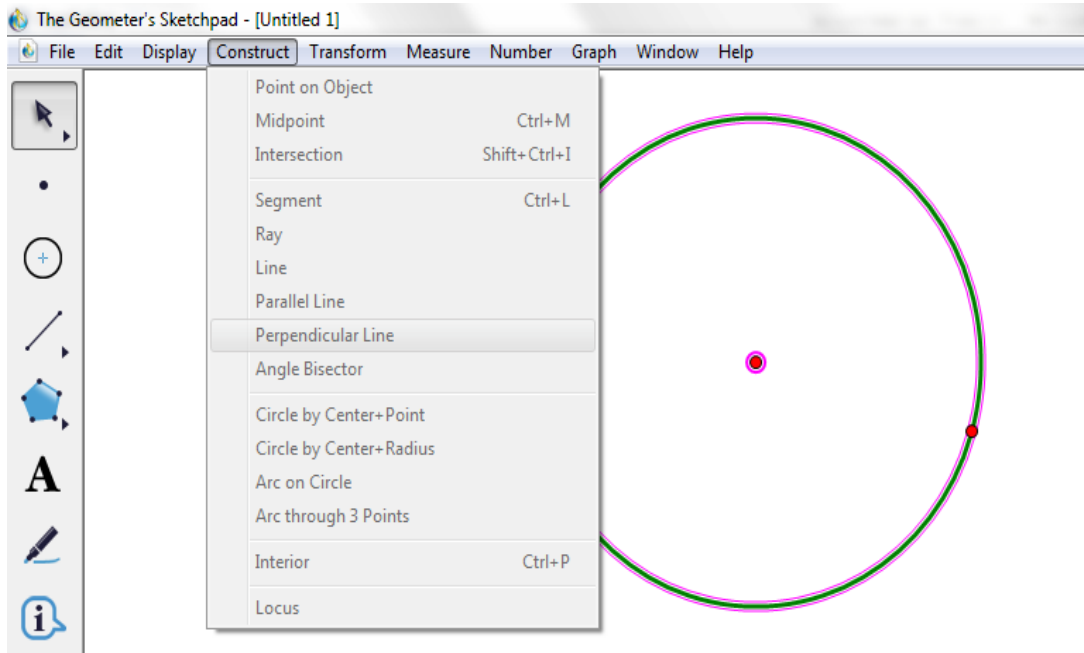 The Geometer's Sketchpad - [Untitled 1]
File Edit Display Construct Transform Measure Number Graph Window Help
Point on Object
Midpoint Ctrl+M
Intersection Shift+Ctrl+I
Segment Ctrl+L
Ray
Line
Parallel Line
Perpendicular Line
Angle Bisector
Circle by Center+Point
Circle by Center+Radius
Arc on Circle
Arc through 3 Points
Interior Ctrl+P
Locus
A
i